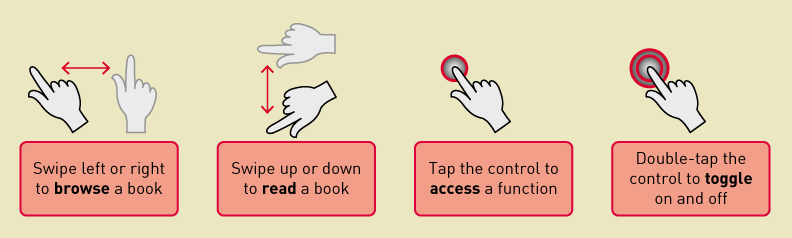 Swipe left or right
to browse a book
Swipe up or down
to read a book
Tap the control to
access a function
Double-tap the
control to toggle
on and off